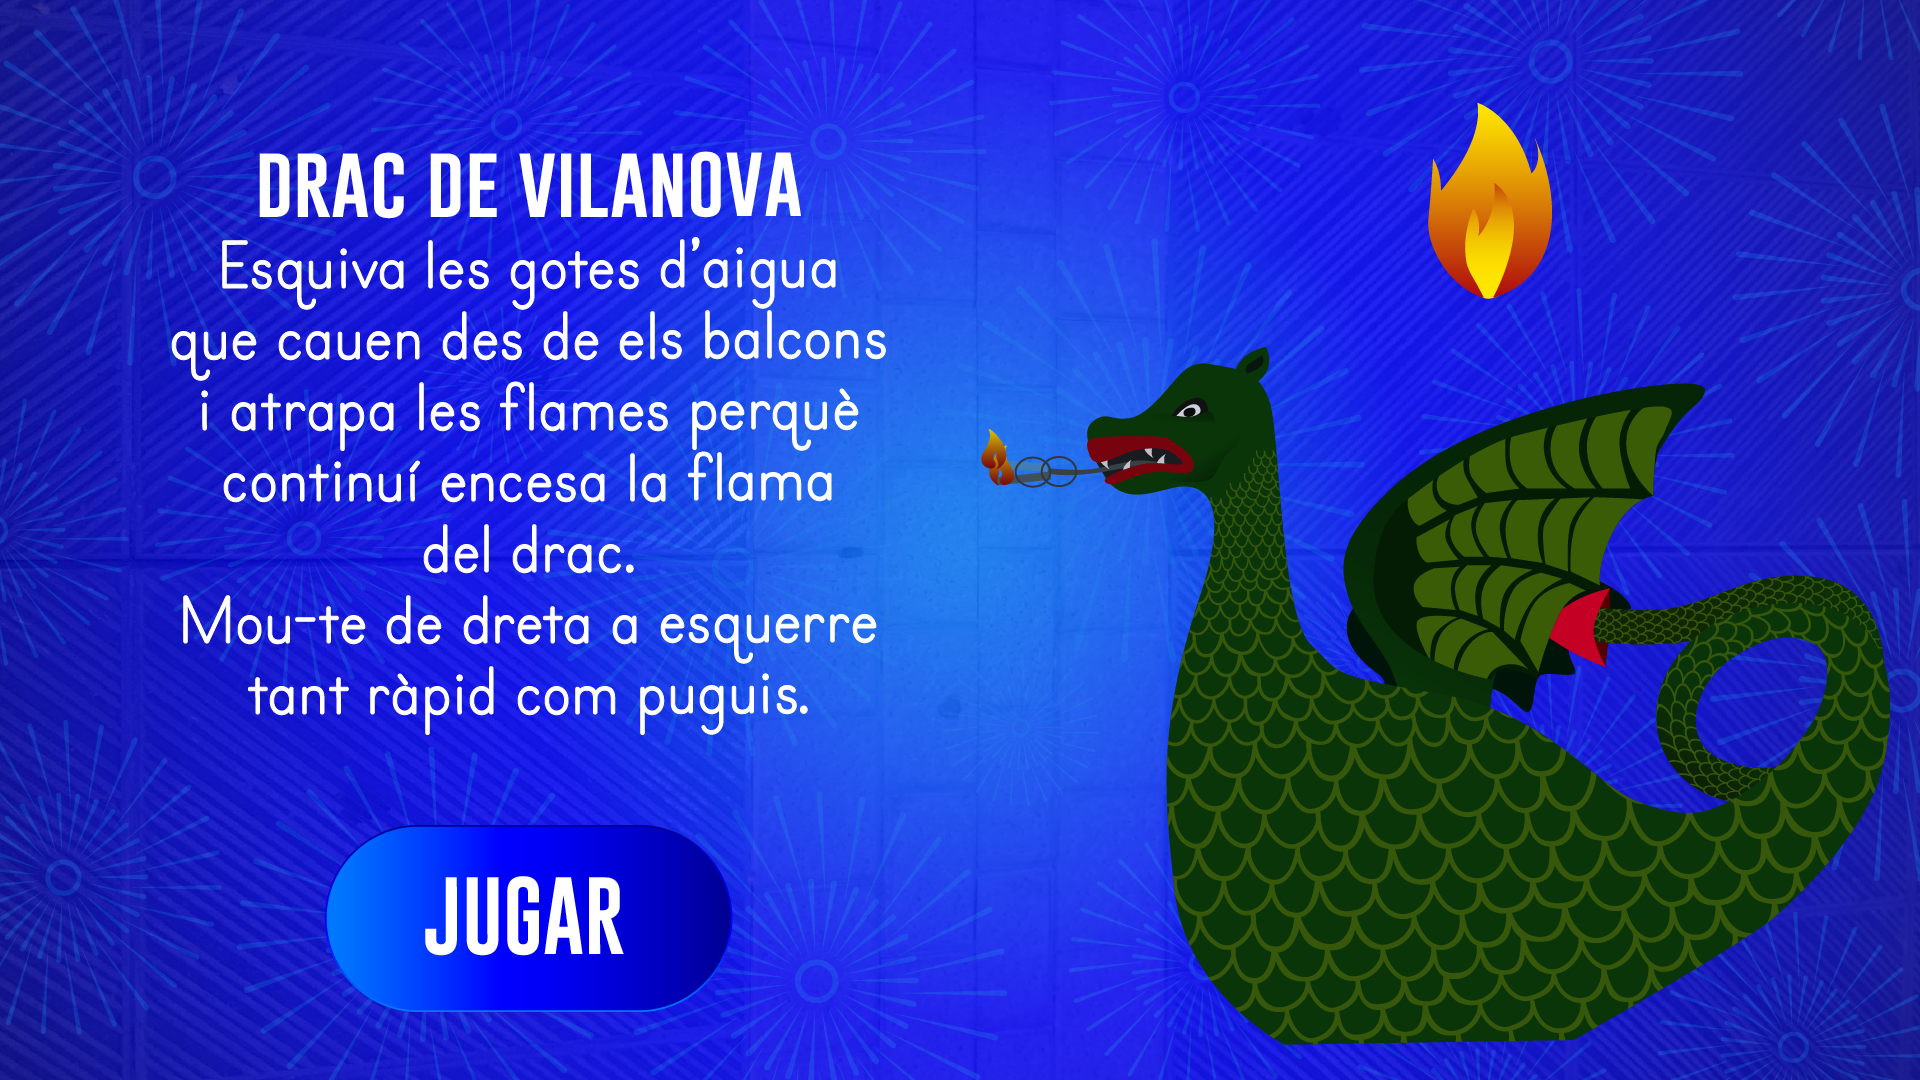 DRAC DE VILANOVA
Esquiva les gotes d’aigua
que cauen des de els balcons
i atrapa les flames perquè
continuí encesa la flama
del drac.
Mou-te de dreta a esquerre
tant ràpid com puguis.
JUGAR